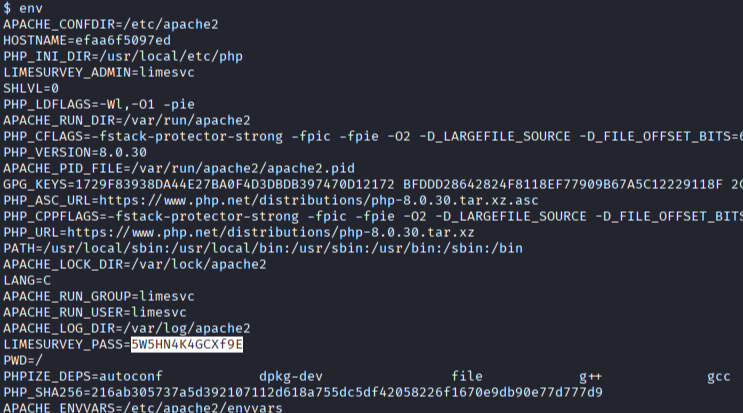 $ env
APACHE_CONFDIR=/etc/apache2
HOSTNAME=efaa6f5097ed
PHP_INI_DIR=/usr/local/etc/php
LIMESURVEY_ADMIN=limesvc
SHLVL=0
PHP_LDFLAGS=-Wl,-O1 -pie
APACHE_RUN_DIR=/var/run/apache2
PHP_CFLAGS=-fstack-protector-strong -fpic -fpie -O2 -D_LARGEFILE_SOURCE -D_FILE_OFFSET_BITS=6
PHP_VERSION=8.0.30
APACHE_PID_FILE=/var/run/apache2/apache2.pid
GPG_KEYS=1729F83938DA44E27BA0F4D3DBDB397470D12172 BFDDD28642824F8118EF77909B67A5C12229118F 2C
PHP_ASC_URL=https://www.php.net/distributions/php-8.0.30.tar.xz.asc
PHP_CPPFLAGS=-fstack-protector-strong -fpic -fpie -O2 -D_LARGEFILE_SOURCE -D_FILE_OFFSET_BITS
PHP_URL=https://www.php.net/distributions/php-8.0.30.tar.xz
PATH=/usr/local/sbin:/usr/local/bin:/usr/sbin:/usr/bin:/sbin:/bin
APACHE_LOCK_DIR=/var/lock/apache2
LANG=C
APACHE_RUN_GROUP=limesvc
APACHE_RUN_USER=limesvc
APACHE_LOG_DIR=/var/log/apache2
LIMESURVEY_PASS=5W5HN4K4GCXf9E
PWD=/
PHPIZE_DEPS=autoconf dpkg-dev file g++ gcc
PHP_SHA256=216ab305737a5d392107112d618a755dc5df42058226f1670e9db90e77d777d9
APACHE_ENVVARS=/etc/apache2/envvars